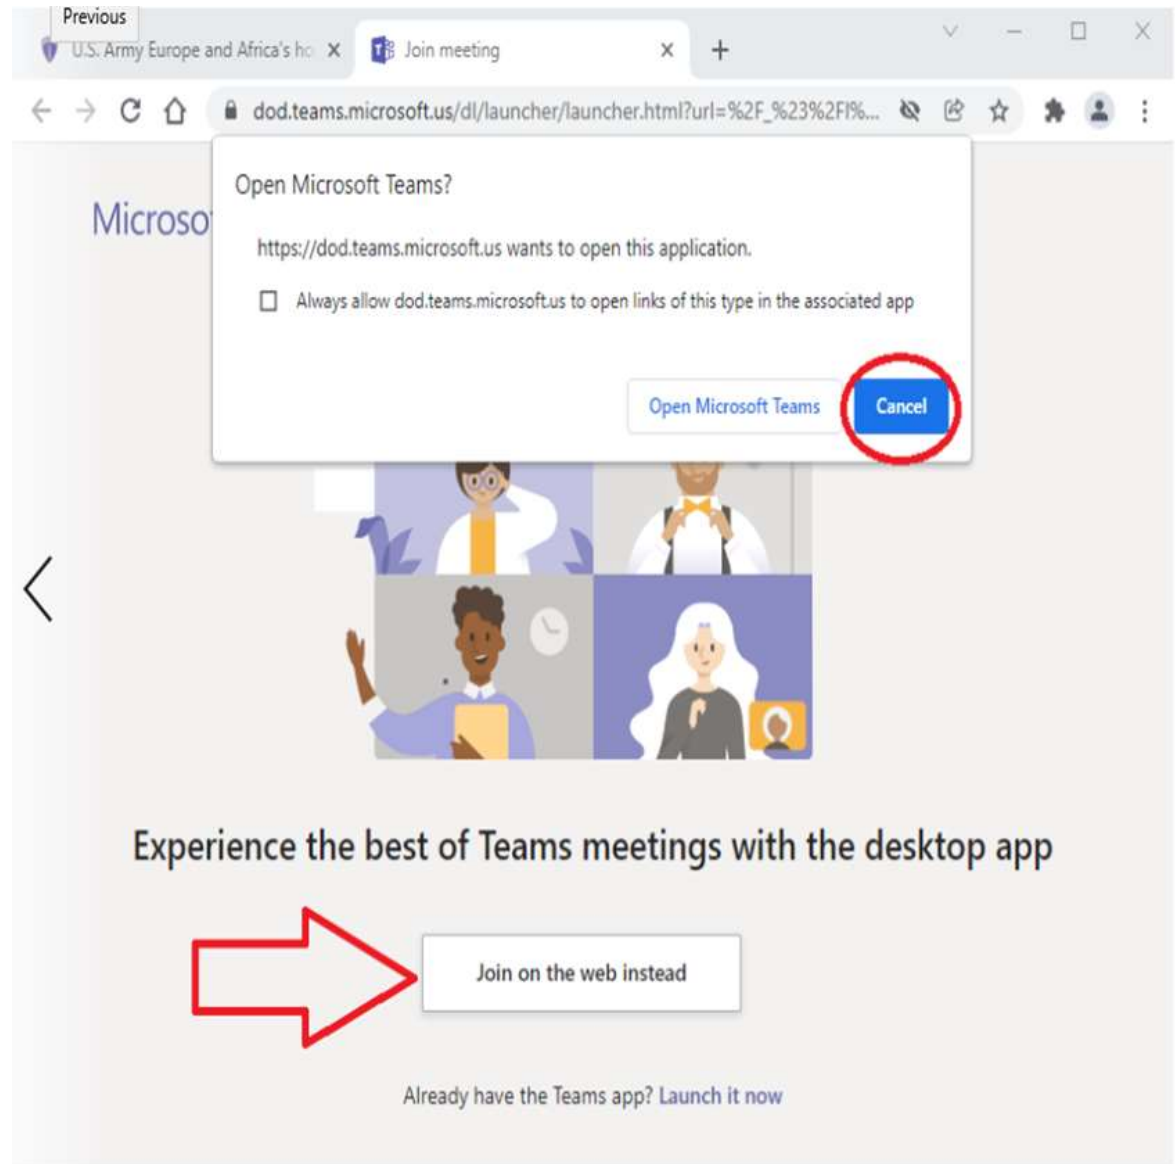 Previous
U.S. Army Europe and Africa's ho
Join meeting
dod.teams.microsoft.us/dl/launcher/launcher.html?url=%2F_%23%2Fl%...
Open Microsoft Teams?
Microso
https://dod.teams.microsoft.us wants to open this application.
Always allow dod.teams.microsoft.us to open links of this type in the associated app
Open Microsoft Teams
Cancel
Experience the best of Teams meetings with the desktop app
Join on the web instead
Already have the Teams app? Launch it now